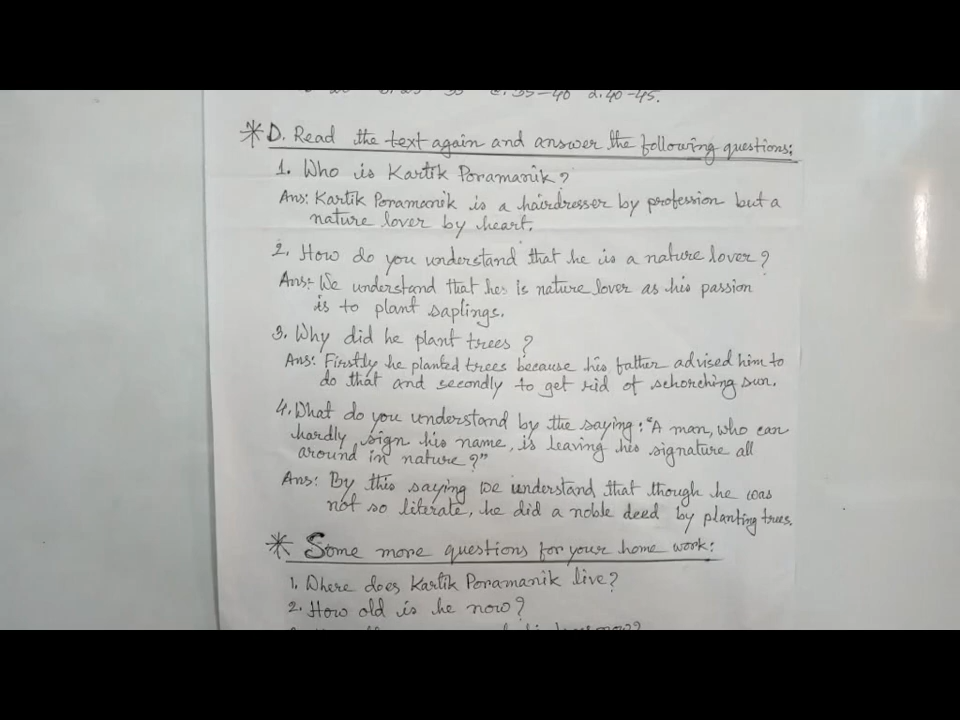 c. 35-40 d. 40-45.
*D. Read the text again and answer the following questions:
1. Who is Kartik Poramanik?
Ans: Kartik Poramanik is a hairdresser by profession but a
nature lover by heart.
2. How do you understand that he is a nature lover?
Ans: We understand that hes is nature lover as his passion
is to plant saplings.
3. Why did he plant trees?
Ans: Firstly he planted trees because his father advised him to
do that and secondly to get rid of schorching sun.
4. What do you understand by the saying: "A man, who can
hardly sign his name, is leaving his signature all
around in nature?"
Ans: By this saying we understand that though he was
not so literate, he did a noble deed by planting trees.
* Some more questions for your home work:
1. Where does Kartik Poramanik live?
2. How old is he now?